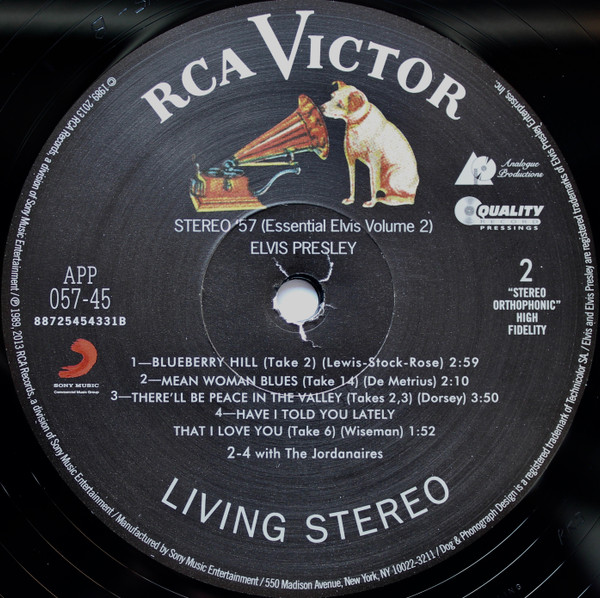 RCA VICTOR
Analogue
Productions
QUALITY
RECORD
PRESSINGS
STEREO '57 (Essential Elvis Volume 2)
ELVIS PRESLEY
APP
057-45
88725454331B
2
"STEREO
ORTHOPHONIC"
HIGH
FIDELITY
SONY MUSIC
Commercial Music Group
1—BLUEBERRY HILL (Take 2) (Lewis-Stock-Rose) 2:59
2—MEAN WOMAN BLUES (Take 14) (De Metrius) 2:10
3—THERE'LL BE PEACE IN THE VALLEY (Takes 2,3) (Dorsey) 3:50
4—HAVE I TOLD YOU LATELY
THAT I LOVE YOU (Take 6) (Wiseman) 1:52
2-4 with The Jordanaires
LIVING STEREO
© 1989, 2013 RCA Records, a division of Sony Music Entertainment / ℗ 1989, 2013 RCA Records, a division of Sony Music Entertainment / Manufactured by Sony Music Entertainment / 550 Madison Avenue, New York, NY, 10022-3211 / Dog & Phonograph Design is a registered trademark of Technicolor SA. / Elvis and Elvis Presley are registered trademarks of Elvis Presley Enterprises, Inc.